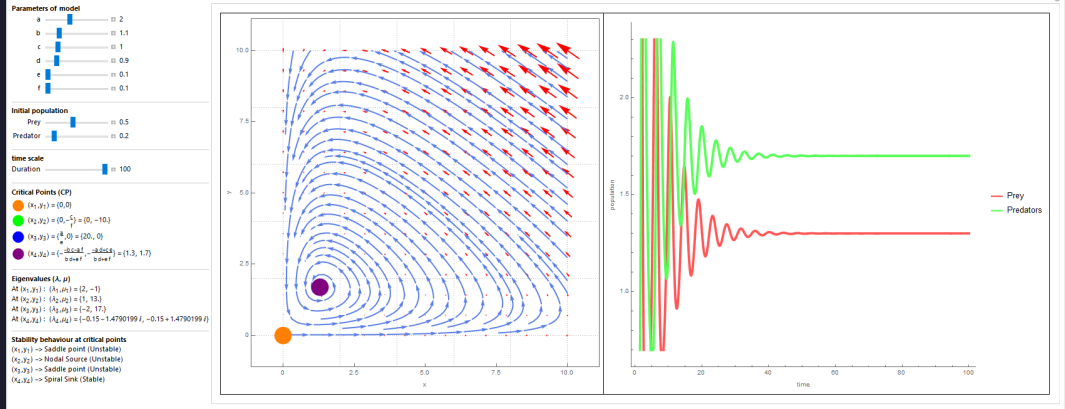 Parameters of model
a 2
b 1.1
c 1
d 0.9
e 0.1
f 0.1
Initial population
Prey 0.5
Predator 0.2
time scale
Duration 100
Critical Points (CP)
(x₁,y₁) = {0,0}
(x₂,y₂) = {0, -c/f} = {0, -10.}
(x₃,y₃) = {a/e, 0} = {20., 0}
(x₄,y₄) = {-(-c c-a f)/(b d+e f), -(-a d+c e)/(b d+e f)} = {1.3, 1.7}
Eigenvalues (λ, μ)
At (x₁,y₁) : (λ₁,μ₁) = {2, -1}
At (x₂,y₂) : (λ₂,μ₂) = {1, 13.}
At (x₃,y₃) : (λ₃,μ₃) = {-2, 17.}
At (x₄,y₄) : (λ₄,μ₄) = {-0.15 - 1.4790199 i, -0.15 + 1.4790199 i}
Stability behaviour at critical points
(x₁,y₁) -> Saddle point (Unstable)
(x₂,y₂) -> Nodal Source (Unstable)
(x₃,y₃) -> Saddle point (Unstable)
(x₄,y₄) -> Spiral Sink (Stable)
10.0
7.5
5.0
2.5
0
y
0 2.5 5.0 7.5 10.0
x
2.0
1.5
1.0
population
0 20 40 60 80 100
time
Prey
Predators